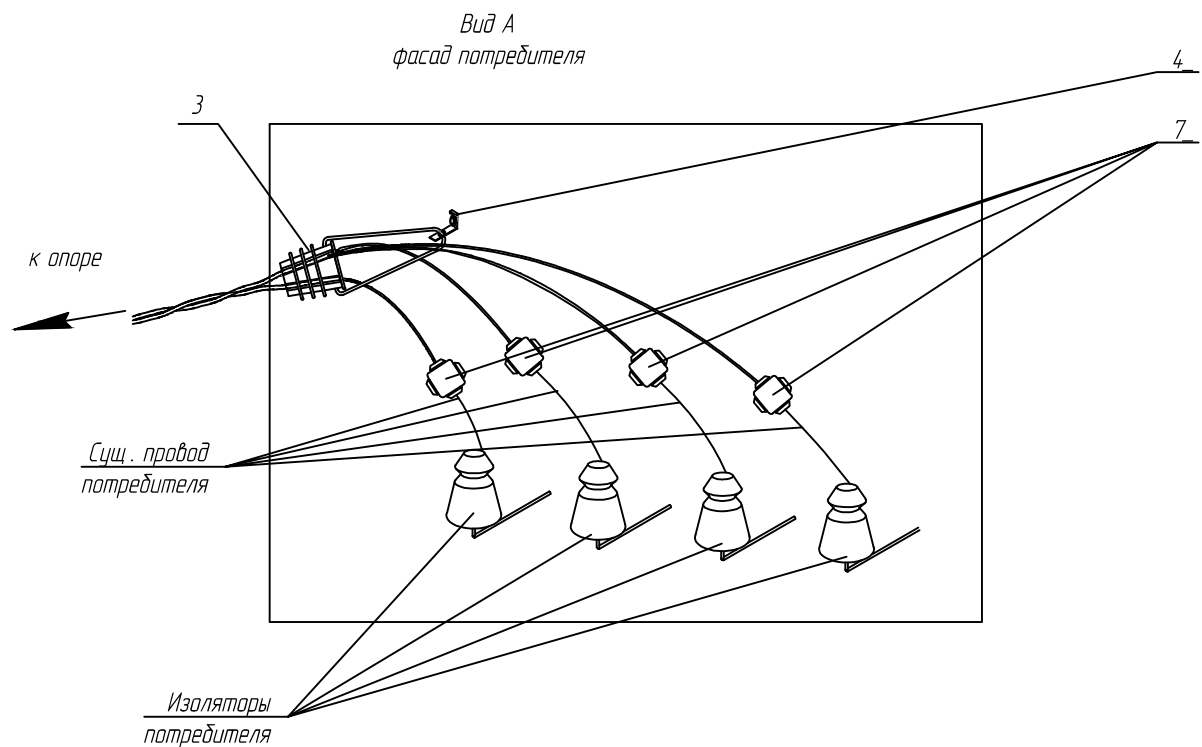 Вид А
фасад потребителя
4
3
7
к опоре
Сущ. провод
потребителя
Изоляторы
потребителя